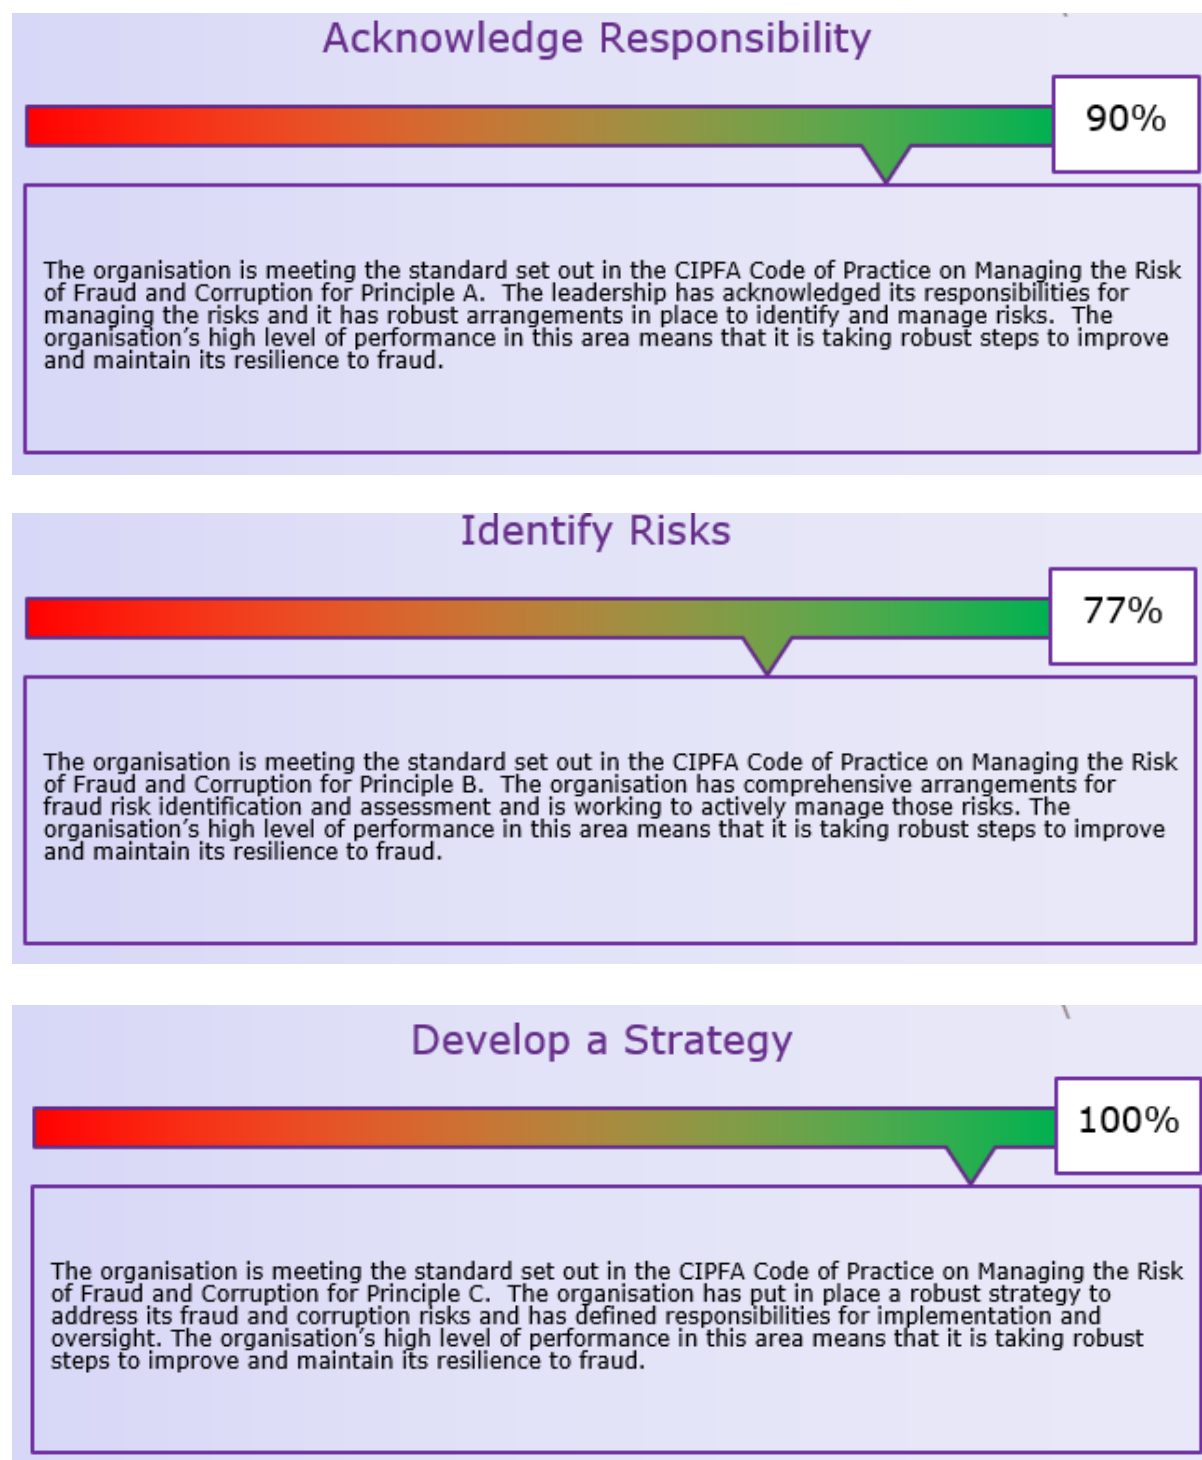 Acknowledge Responsibility
90%
The organisation is meeting the standard set out in the CIPFA Code of Practice on Managing the Risk
of Fraud and Corruption for Principle A.  The leadership has acknowledged its responsibilities for
managing the risks and it has robust arrangements in place to identify and manage risks.  The
organisation’s high level of performance in this area means that it is taking robust steps to improve
and maintain its resilience to fraud.
Identify Risks
77%
The organisation is meeting the standard set out in the CIPFA Code of Practice on Managing the Risk
of Fraud and Corruption for Principle B.  The organisation has comprehensive arrangements for
fraud risk identification and assessment and is working to actively manage those risks. The
organisation’s high level of performance in this area means that it is taking robust steps to improve
and maintain its resilience to fraud.
Develop a Strategy
100%
The organisation is meeting the standard set out in the CIPFA Code of Practice on Managing the Risk
of Fraud and Corruption for Principle C.  The organisation has put in place a robust strategy to
address its fraud and corruption risks and has defined responsibilities for implementation and
oversight. The organisation’s high level of performance in this area means that it is taking robust
steps to improve and maintain its resilience to fraud.